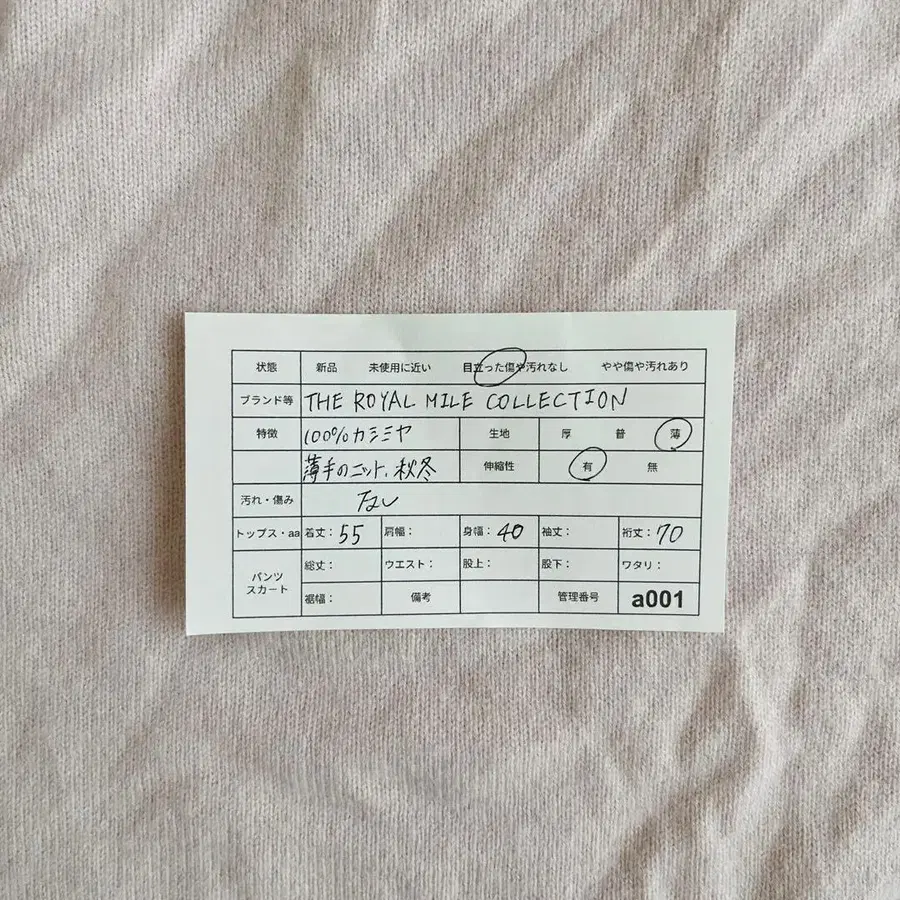 状態 新品 未使用に近い 目立った傷や汚れなし やや傷や汚れあり
ブランド等 THE ROYAL MILE COLLECTION
特徴 100%カシミヤ 生地 厚 普 薄
薄手のニット、秋冬 伸縮性 有 無
汚れ・傷み なし
トップス・aa 着丈：55 肩幅： 身幅：40 袖丈： 裄丈：70
パンツ スカート 総丈： ウエスト： 股上： 股下： ワタリ：
裾幅： 備考 管理番号 a001